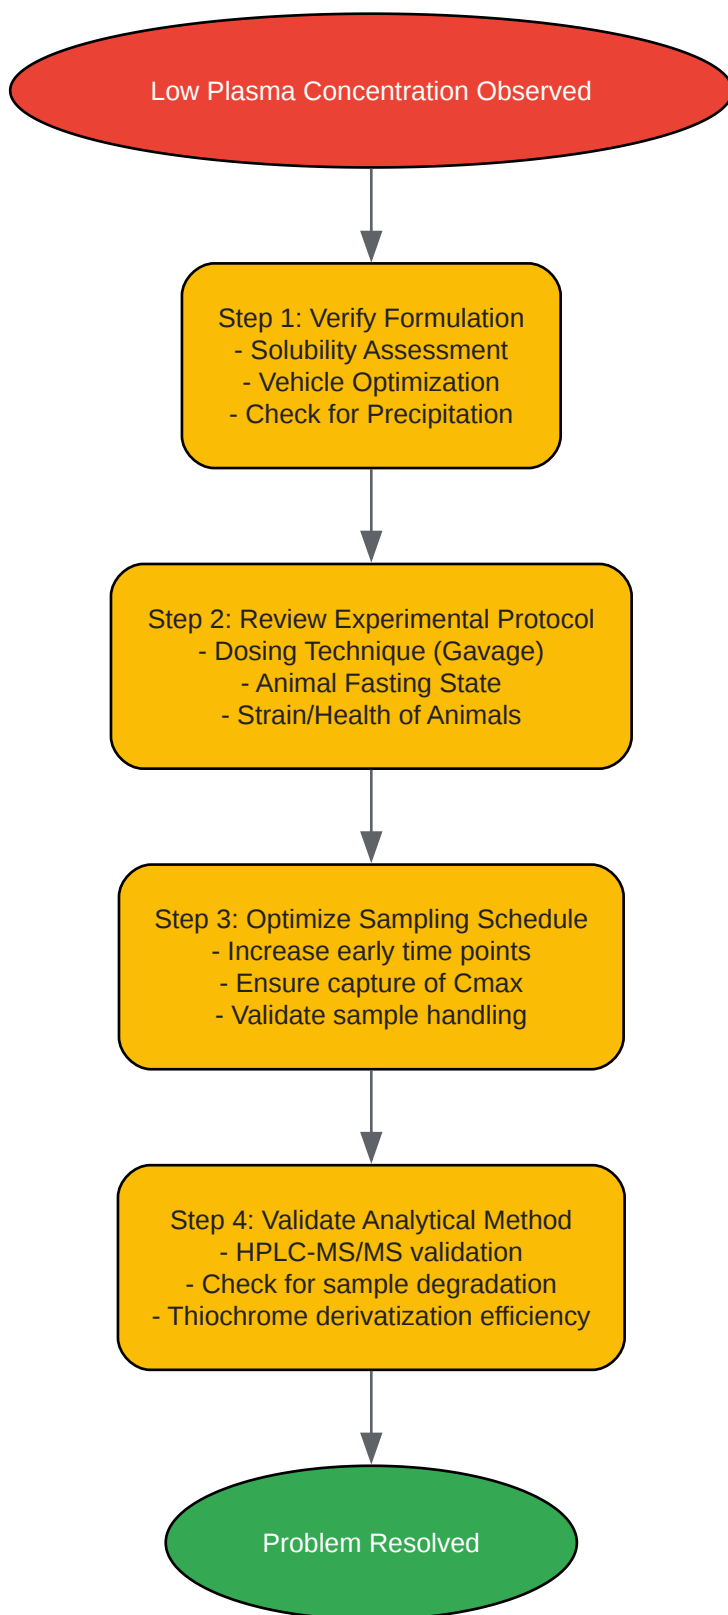 Low Plasma Concentration Observed
Step 1: Verify Formulation
- Solubility Assessment
- Vehicle Optimization
- Check for Precipitation
Step 2: Review Experimental Protocol
- Dosing Technique (Gavage)
- Animal Fasting State
- Strain/Health of Animals
Step 3: Optimize Sampling Schedule
- Increase early time points
- Ensure capture of Cmax
- Validate sample handling
Step 4: Validate Analytical Method
- HPLC-MS/MS validation
- Check for sample degradation
- Thiochrome derivatization efficiency
Problem Resolved